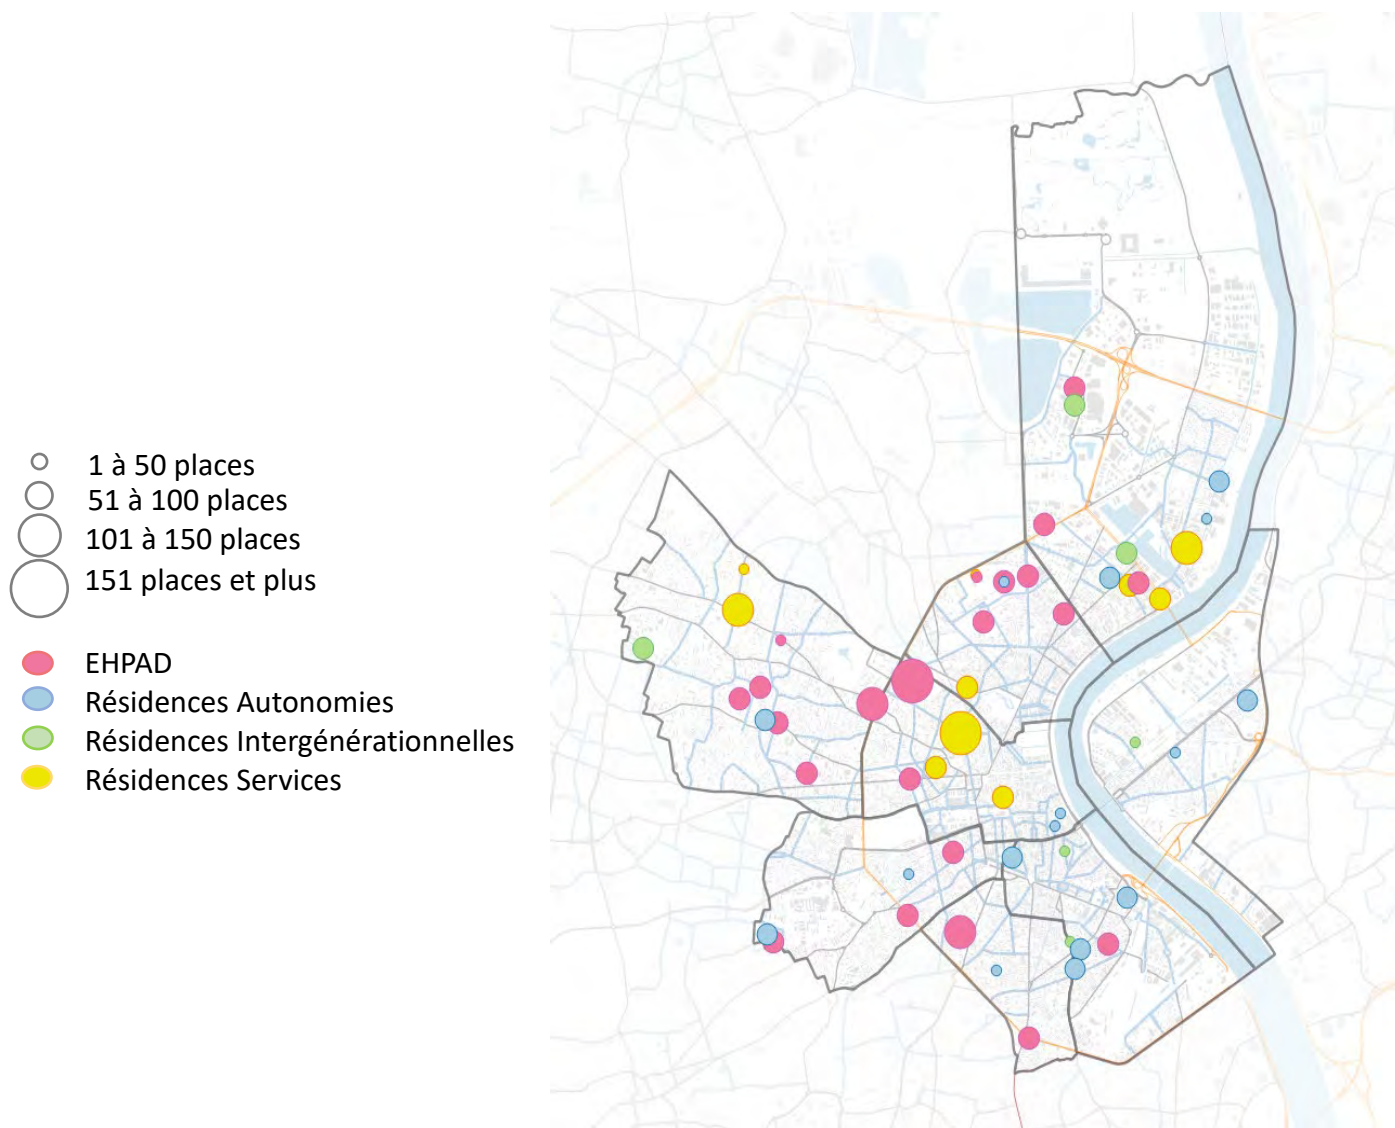 1 à 50 places
51 à 100 places
101 à 150 places
151 places et plus
EHPAD
Résidences Autonomies
Résidences Intergénérationnelles
Résidences Services